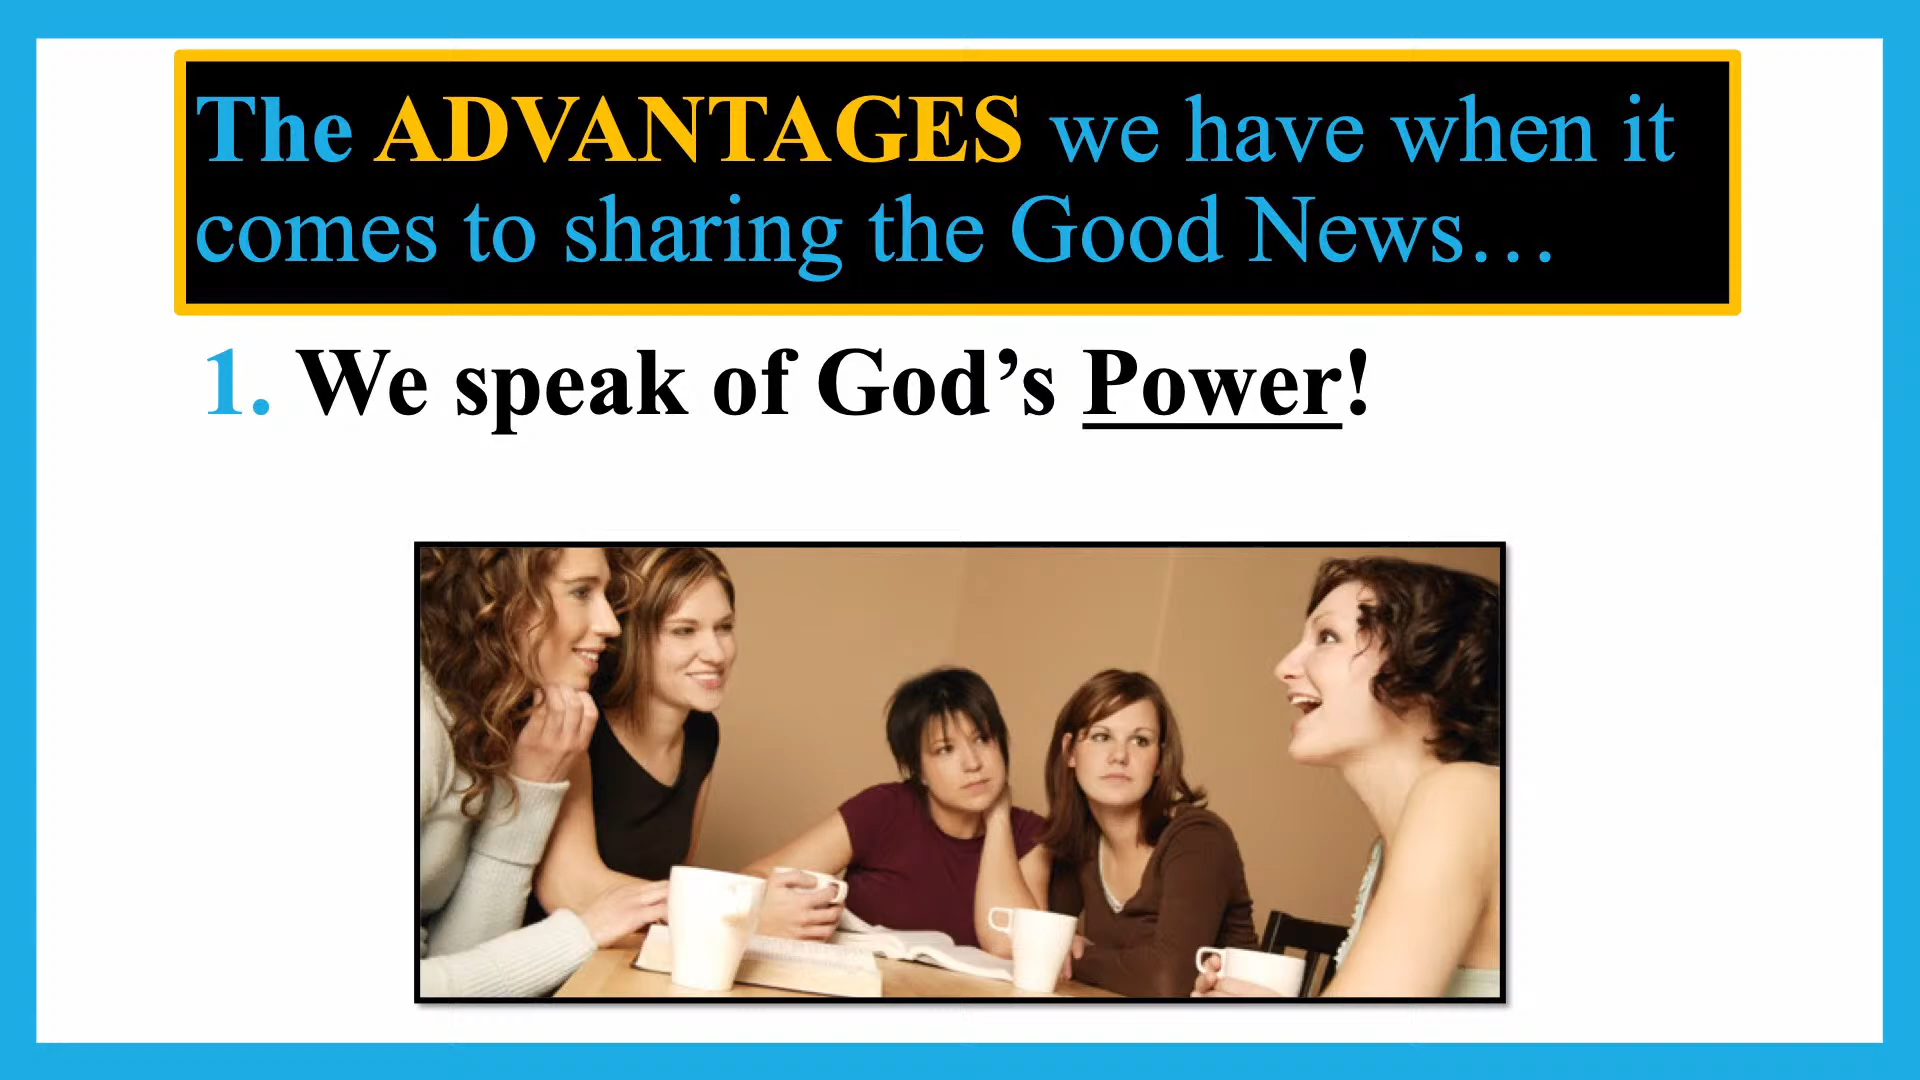 The ADVANTAGES we have when it
comes to sharing the Good News…
1. We speak of God’s Power!